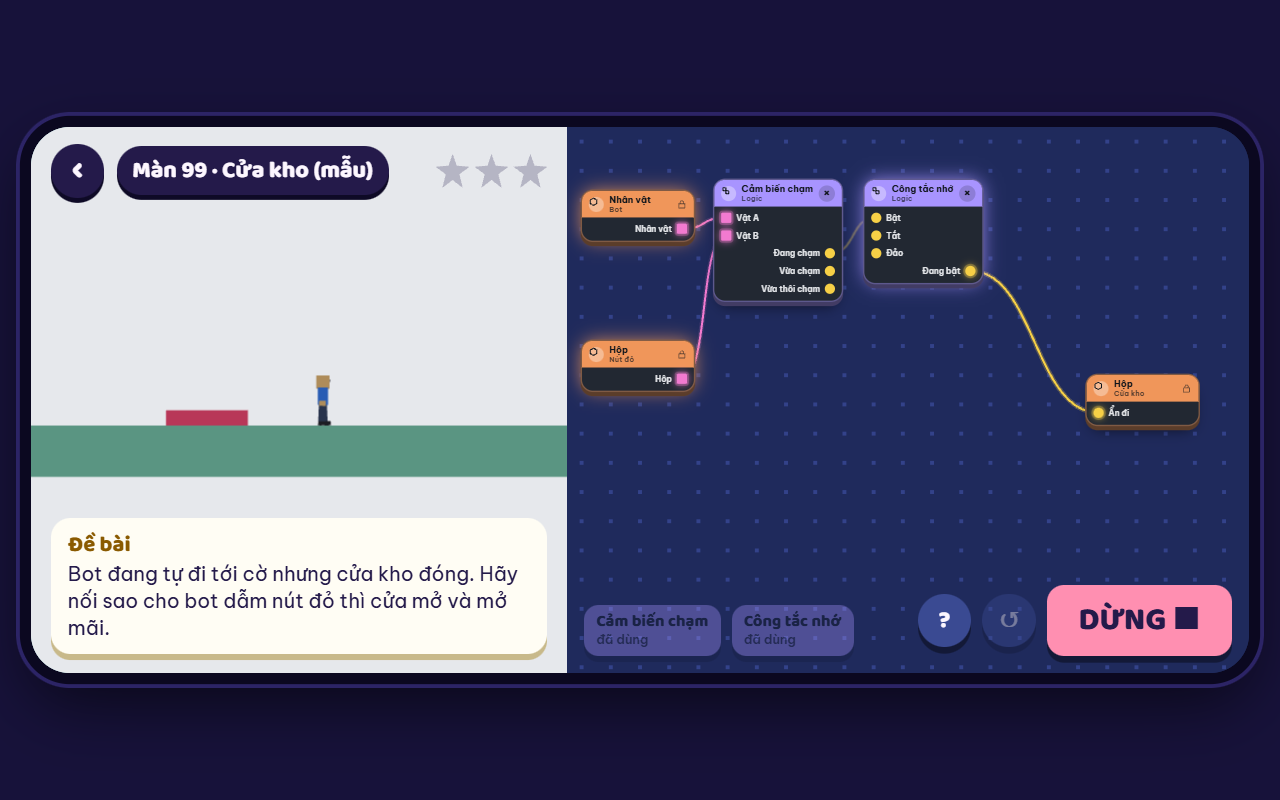 Màn 99 · Cửa kho (mẫu)
Đề bài
Bot đang tự đi tới cờ nhưng cửa kho đóng. Hãy
nối sao cho bot dẫm nút đỏ thì cửa mở và mở
mãi.
Nhân vật
Bot
Nhân vật
Cảm biến chạm
Logic
Vật A
Vật B
Đang chạm
Vừa chạm
Vừa thôi chạm
Công tắc nhớ
Logic
Bật
Tắt
Đảo
Đang bật
Hộp
Nút đỏ
Hộp
Hộp
Cửa kho
Ẩn đi
Cảm biến chạm
đã dùng
Công tắc nhớ
đã dùng
?
DỪNG